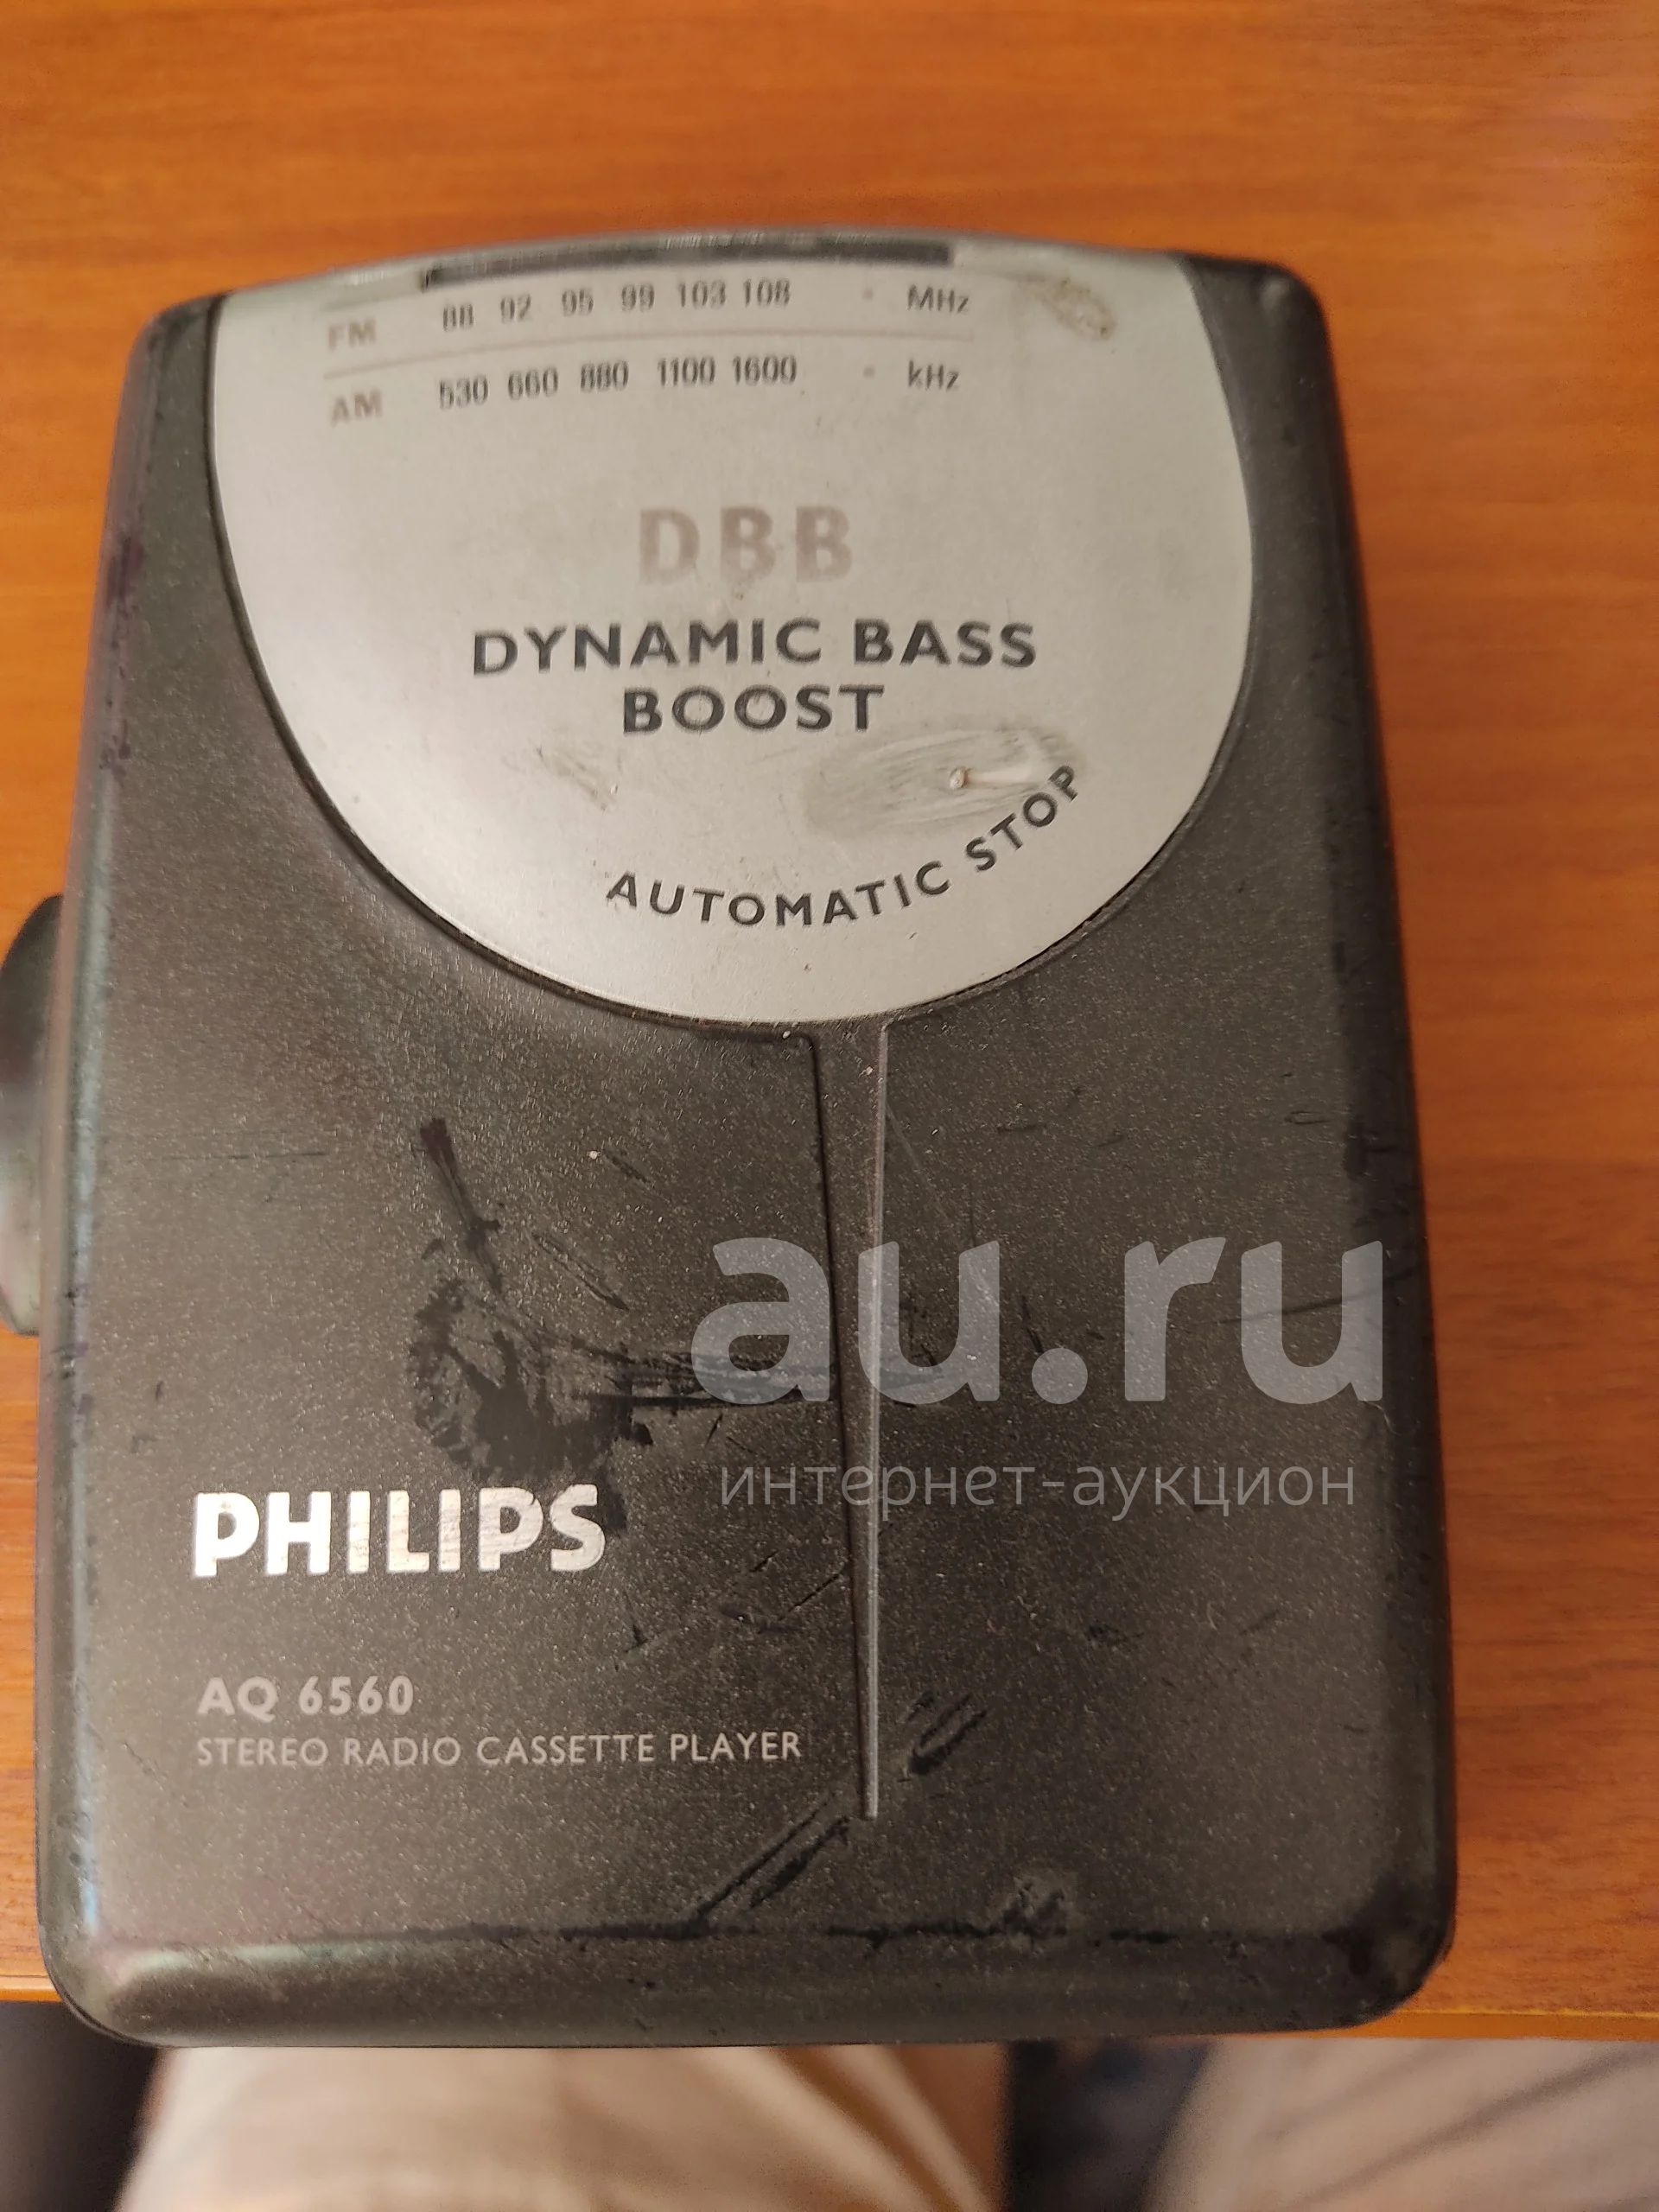 FM 88 92 95 99 103 108 MHz
AM 530 660 880 1100 1600 kHz
DBB
DYNAMIC BASS
BOOST
AUTOMATIC STOP
au.ru
интернет-аукцион
PHILIPS
AQ 6560
STEREO RADIO CASSETTE PLAYER